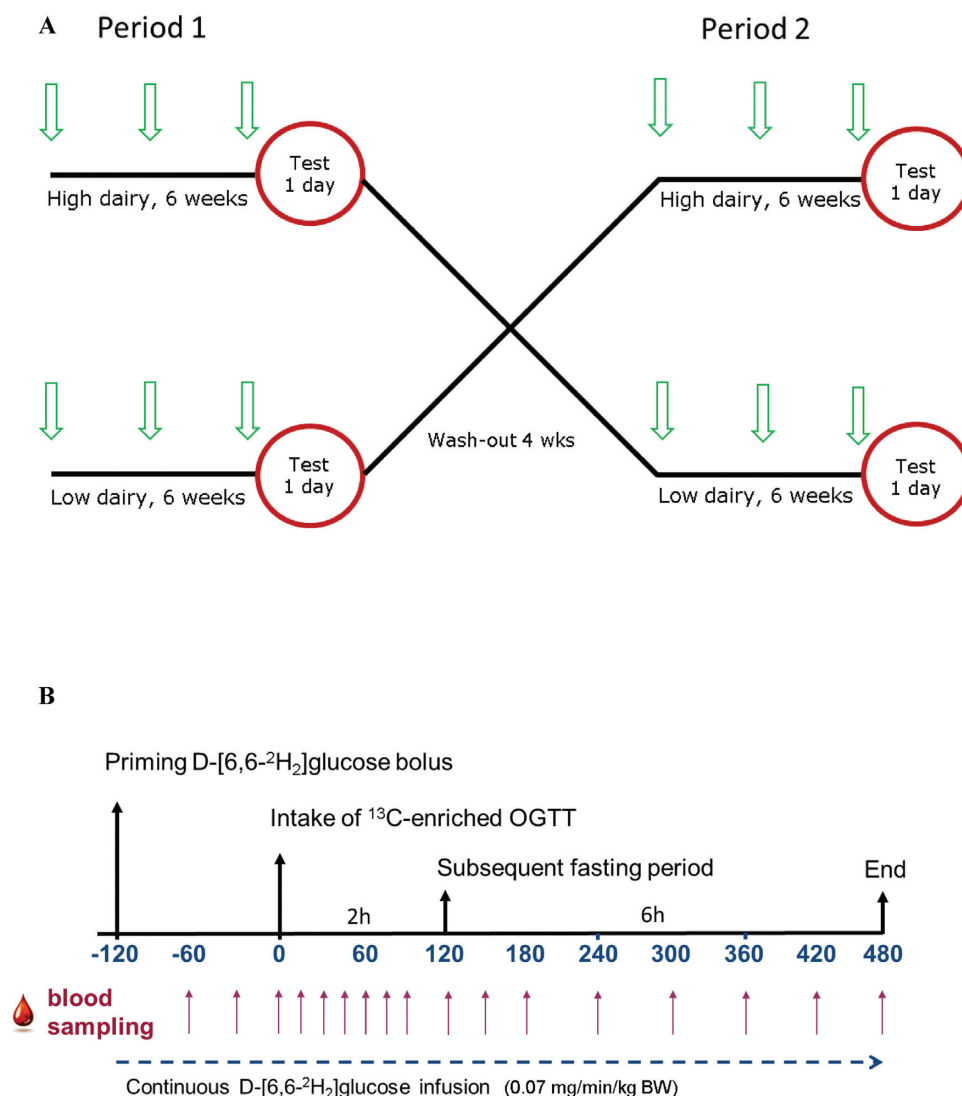 A
Period 1
Period 2
Test
1 day
High dairy, 6 weeks
Test
1 day
High dairy, 6 weeks
Test
1 day
Low dairy, 6 weeks
Wash-out 4 wks
Test
1 day
Low dairy, 6 weeks
B
Priming D-[6,6-²H₂]glucose bolus
Intake of ¹³C-enriched OGTT
Subsequent fasting period
End
2h
6h
-120 -60 0 60 120 180 240 300 360 420 480
blood
sampling
Continuous D-[6,6-²H₂]glucose infusion (0.07 mg/min/kg BW)